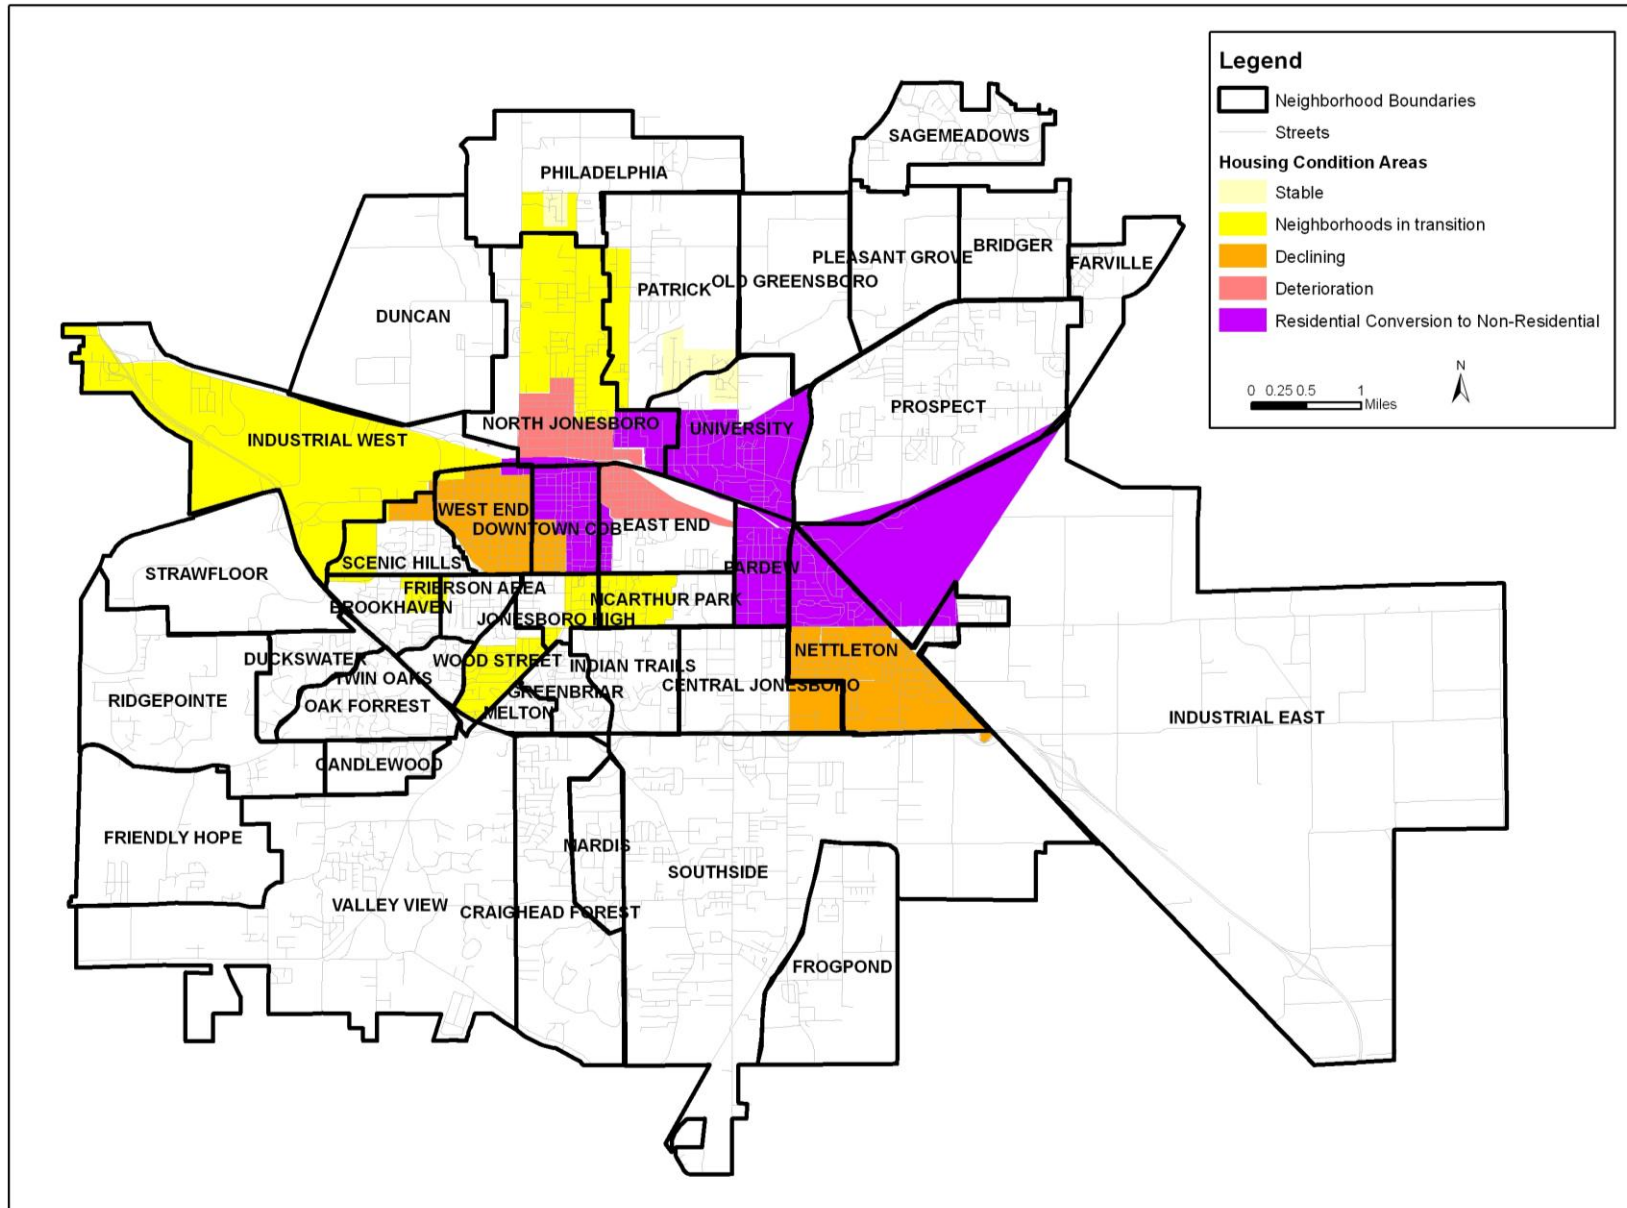 Legend
Neighborhood Boundaries
Streets
Housing Condition Areas
Stable
Neighborhoods in transition
Declining
Deterioration
Residential Conversion to Non-Residential
N
0 0.25 0.5 1
Miles
SAGEMEADOWS
PHILADELPHIA
BRIDGER
PLEASANT GROVE
FARVILLE
OLD GREENSBORO
PATRICK
DUNCAN
PROSPECT
NORTH JONESBORO
UNIVERSITY
INDUSTRIAL WEST
WEST END
DOWNTOWN CDB
EAST END
SCENIC HILLS
PARDEW
STRAWFLOOR
FRIERSON AREA
BROOKHAVEN
MCARTHUR PARK
JONESBORO HIGH
NETTLETON
DUCKSWATER
WOOD STREET
INDIAN TRAILS
TWIN OAKS
CENTRAL JONESBORO
GREENBRIAR
RIDGEPOINTE
OAK FORREST
MELTON
INDUSTRIAL EAST
CANDLEWOOD
FRIENDLY HOPE
MARDIS
SOUTHSIDE
VALLEY VIEW
CRAIGHEAD FOREST
FROGPOND